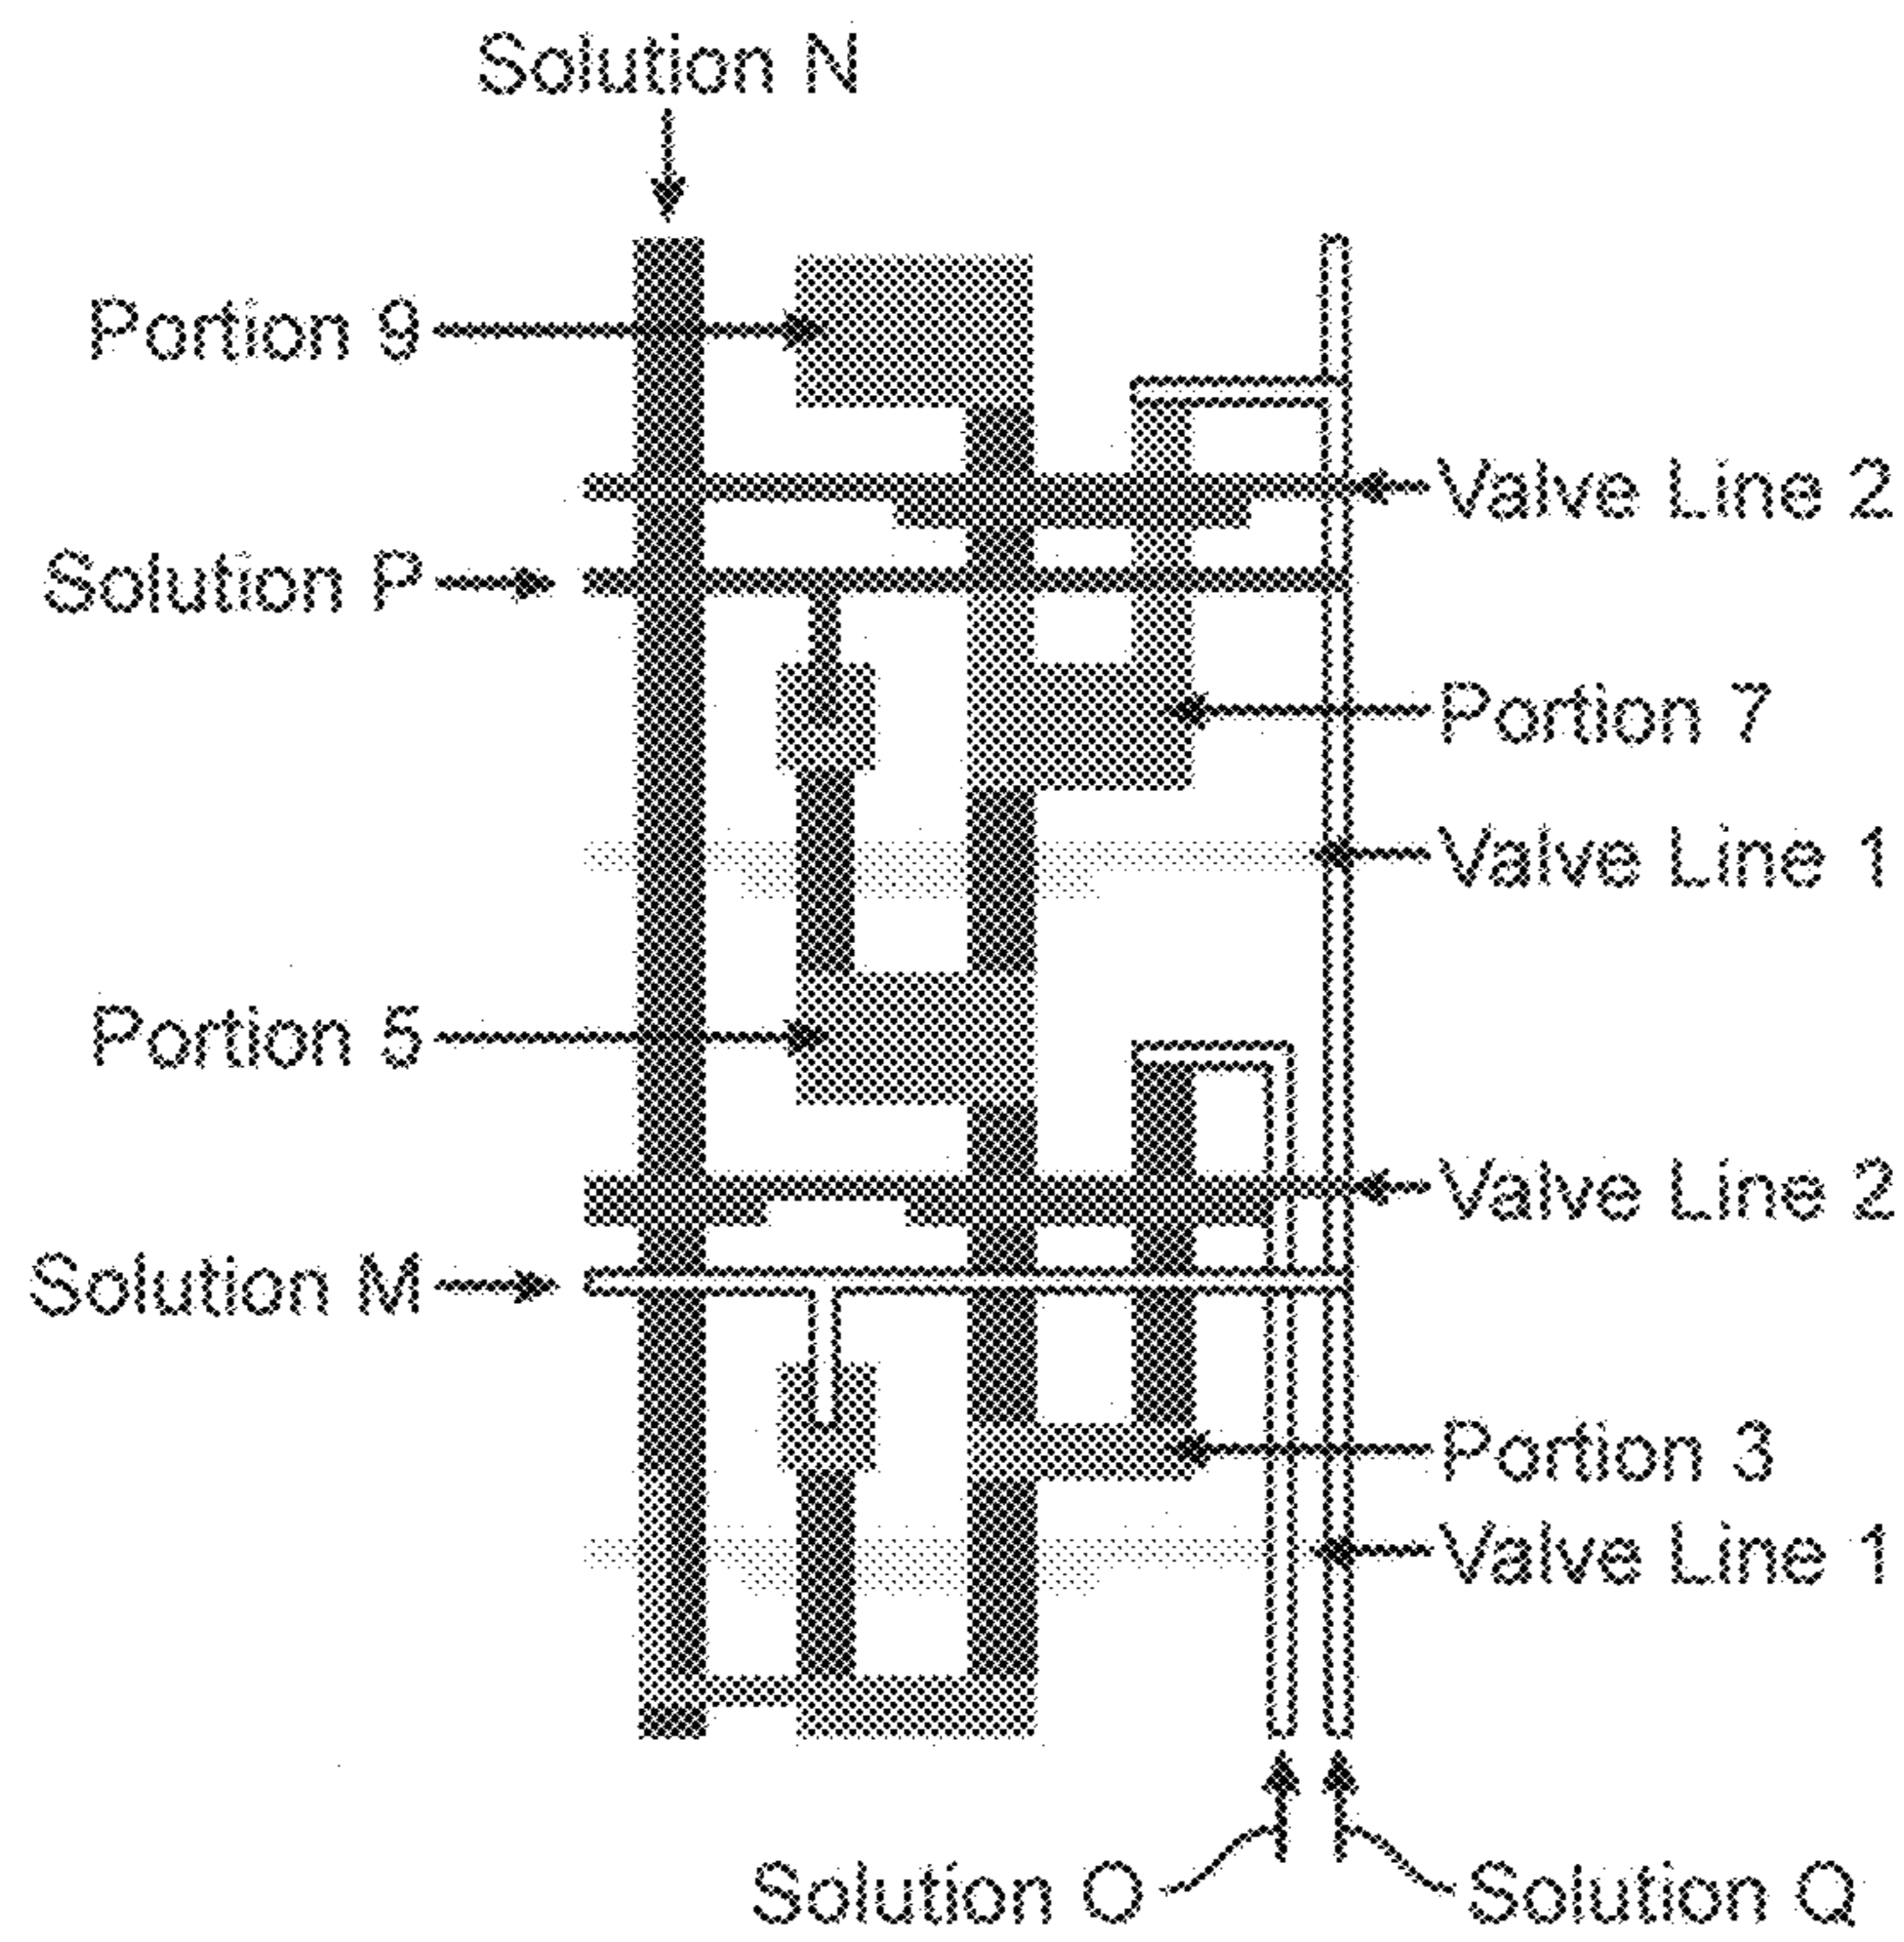 Solution N
Portion 9
Valve Line 2
Solution P
Portion 7
Valve Line 1
Portion 5
Valve Line 2
Solution M
Portion 3
Valve Line 1
Solution O
Solution Q